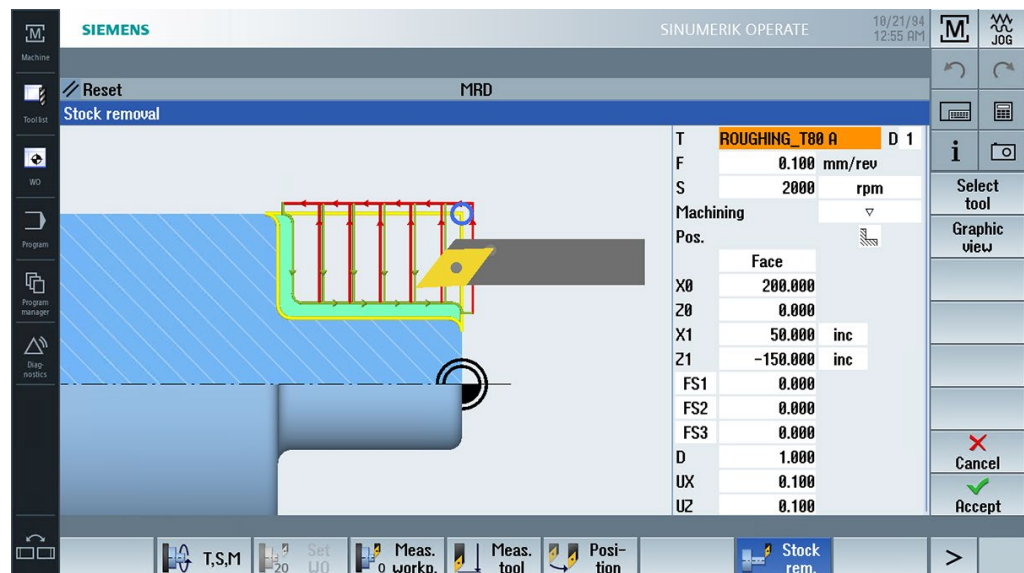 SIEMENS
SINUMERIK OPERATE
10/21/94
12:55 AM
M
JOG
Machine
Reset
MRD
Stock removal
Tool list
WO
Program
Program
manager
Diag-
nostics
T ROUGHING_T80 A D 1
F 0.100 mm/rev
S 2000 rpm
Machining
Pos.
Face
X0 200.000
Z0 0.000
X1 50.000 inc
Z1 -150.000 inc
FS1 0.000
FS2 0.000
FS3 0.000
D 1.000
UX 0.100
UZ 0.100
i
Select
tool
Graphic
view
Cancel
Accept
T,S,M
20 Set
WO
0 Meas.
workp.
Meas.
tool
Posi-
tion
Stock
rem.
>